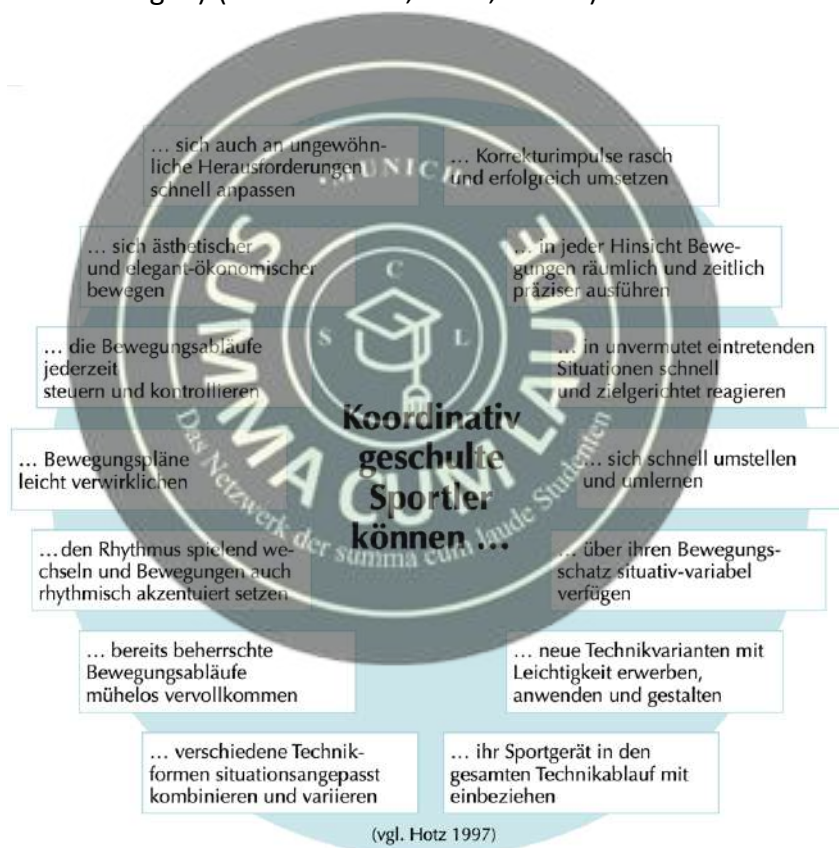 … sich auch an ungewöhn-
liche Herausforderungen
schnell anpassen
… Korrekturimpulse rasch
und erfolgreich umsetzen
… sich ästhetischer
und elegant-ökonomischer
bewegen
… in jeder Hinsicht Bewe-
gungen räumlich und zeitlich
präziser ausführen
… die Bewegungsabläufe
jederzeit
steuern und kontrollieren
… in unvermutet eintretenden
Situationen schnell
und zielgerichtet reagieren
Koordinativ
geschulte
Sportler
können …
… Bewegungspläne
leicht verwirklichen
… sich schnell umstellen
und umlernen
…den Rhythmus spielend we-
chseln und Bewegungen auch
rhythmisch akzentuiert setzen
… über ihren Bewegungs-
schatz situativ-variabel
verfügen
… bereits beherrschte
Bewegungsabläufe
mühelos vervollkommen
… neue Technikvarianten mit
Leichtigkeit erwerben,
anwenden und gestalten
… verschiedene Technik-
formen situationsangepasst
kombinieren und variieren
… ihr Sportgerät in den
gesamten Technikablauf mit
einbeziehen
(vgl. Hotz 1997)
•MUNICH•
SUMMA CUM LAUDE
Das Netzwerk der summa cum laude Studenten
S C L